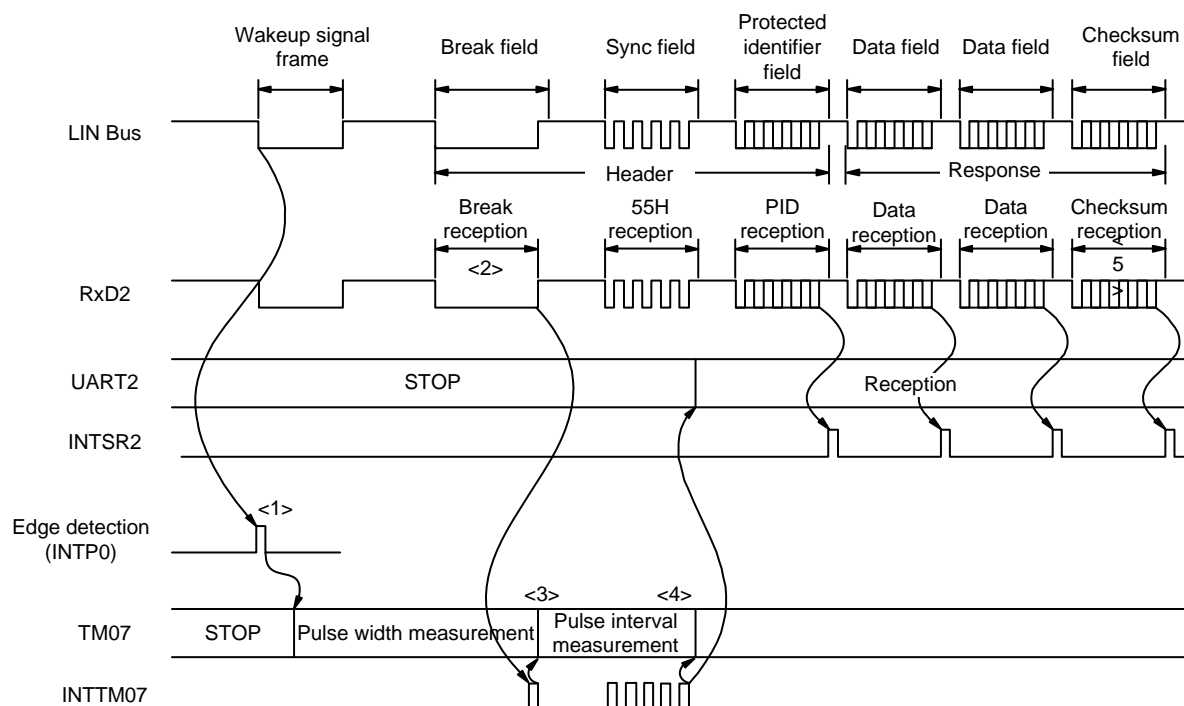 Wakeup signal
frame
Break field
Sync field
Protected
identifier
field
Data field
Data field
Checksum
field
LIN Bus
Header
Response
Break
reception
55H
reception
PID
reception
Data
reception
Data
reception
Checksum
reception
<2>
<5>
RxD2
UART2
STOP
Reception
INTSR2
<1>
Edge detection
(INTP0)
<3>
<4>
TM07
STOP
Pulse width measurement
Pulse interval
measurement
INTTM07